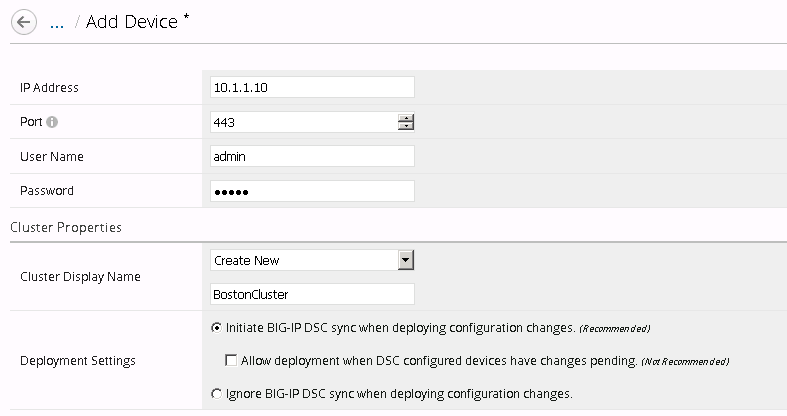 ... / Add Device *
IP Address
10.1.1.10
Port
443
User Name
admin
Password
•••••
Cluster Properties
Cluster Display Name
Create New
BostonCluster
Deployment Settings
Initiate BIG-IP DSC sync when deploying configuration changes. (Recommended)
Allow deployment when DSC configured devices have changes pending. (Not Recommended)
Ignore BIG-IP DSC sync when deploying configuration changes.